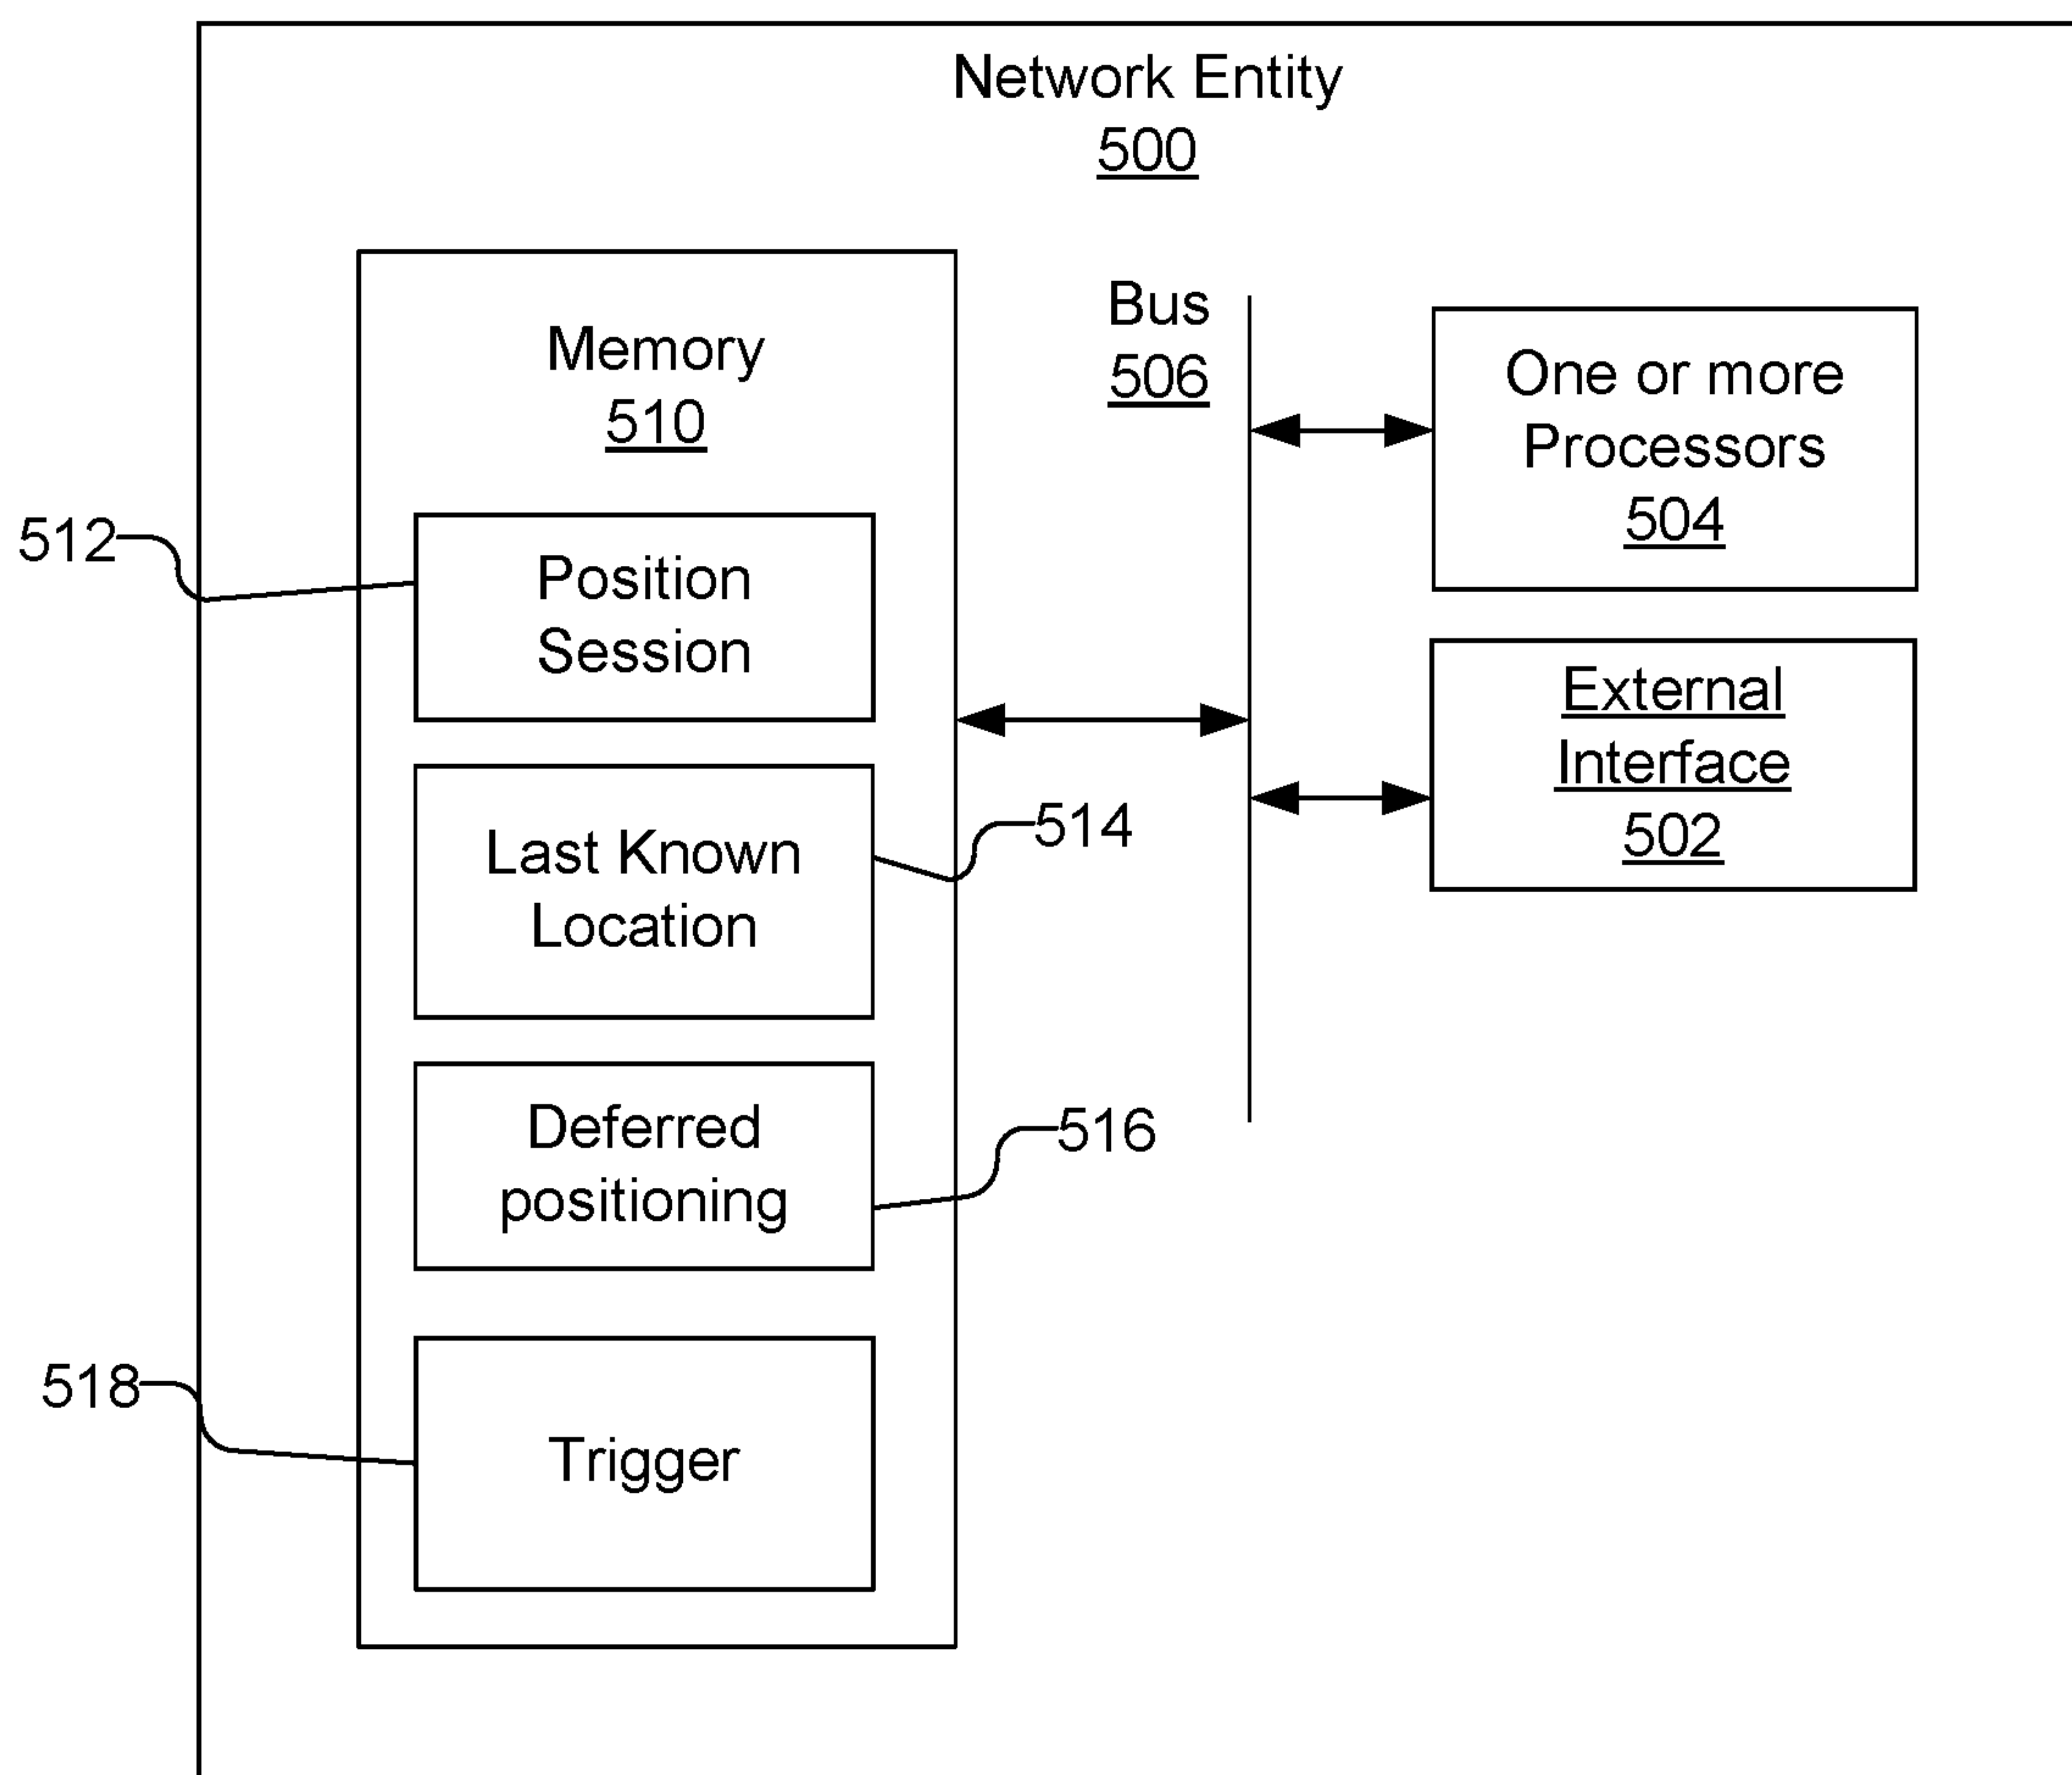 Network Entity
500
Memory
510
Bus
506
One or more
Processors
504
512
Position
Session
External
Interface
502
Last Known
Location
514
Deferred
positioning
516
518
Trigger